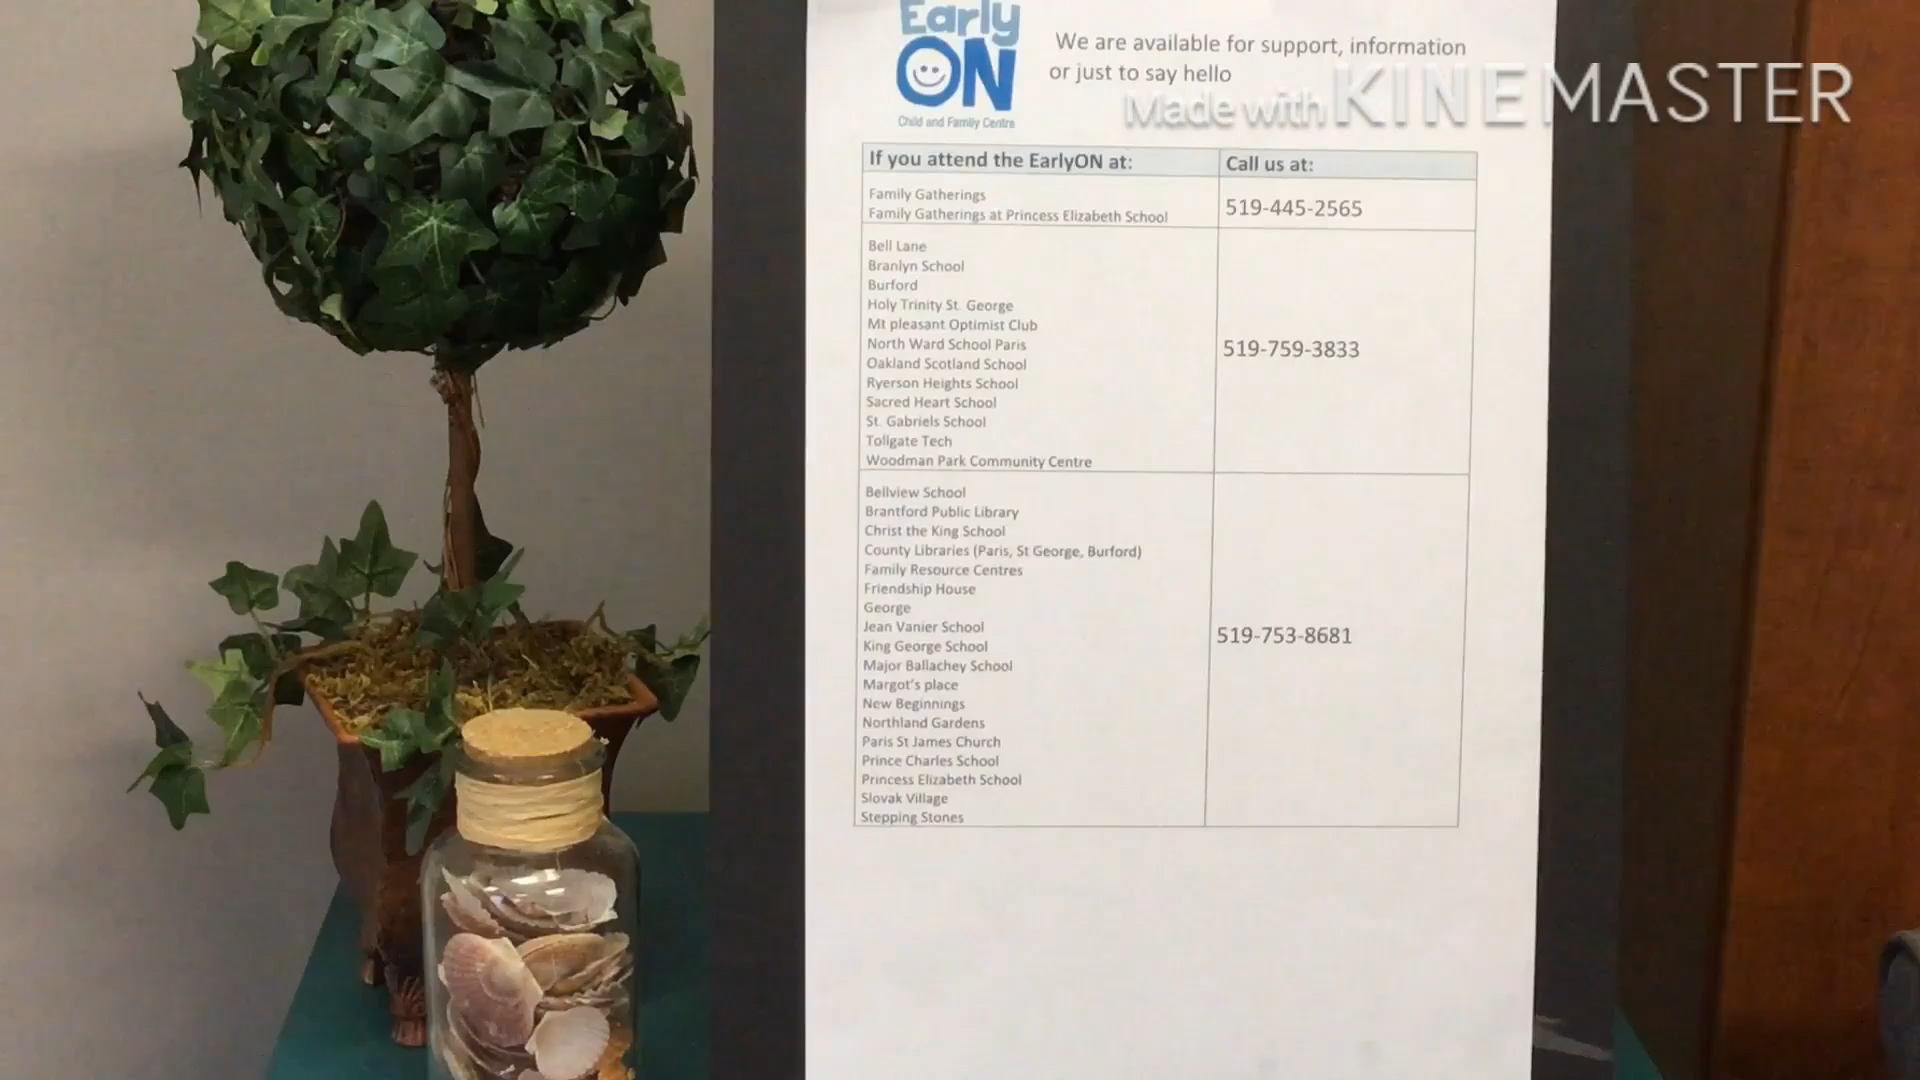 Early
ON
Child and Family Centre
We are available for support, information
or just to say hello
Made with KINEMASTER
If you attend the EarlyON at:
Call us at:
Family Gatherings
Family Gatherings at Princess Elizabeth School
519-445-2565
Bell Lane
Branlyn School
Burford
Holy Trinity St. George
Mt pleasant Optimist Club
North Ward School Paris
Oakland Scotland School
Ryerson Heights School
Sacred Heart School
St. Gabriels School
Tollgate Tech
Woodman Park Community Centre
519-759-3833
Bellview School
Brantford Public Library
Christ the King School
County Libraries (Paris, St George, Burford)
Family Resource Centres
Friendship House
George
Jean Vanier School
King George School
Major Ballachey School
Margot's place
New Beginnings
Northland Gardens
Paris St James Church
Prince Charles School
Princess Elizabeth School
Slovak Village
Stepping Stones
519-753-8681